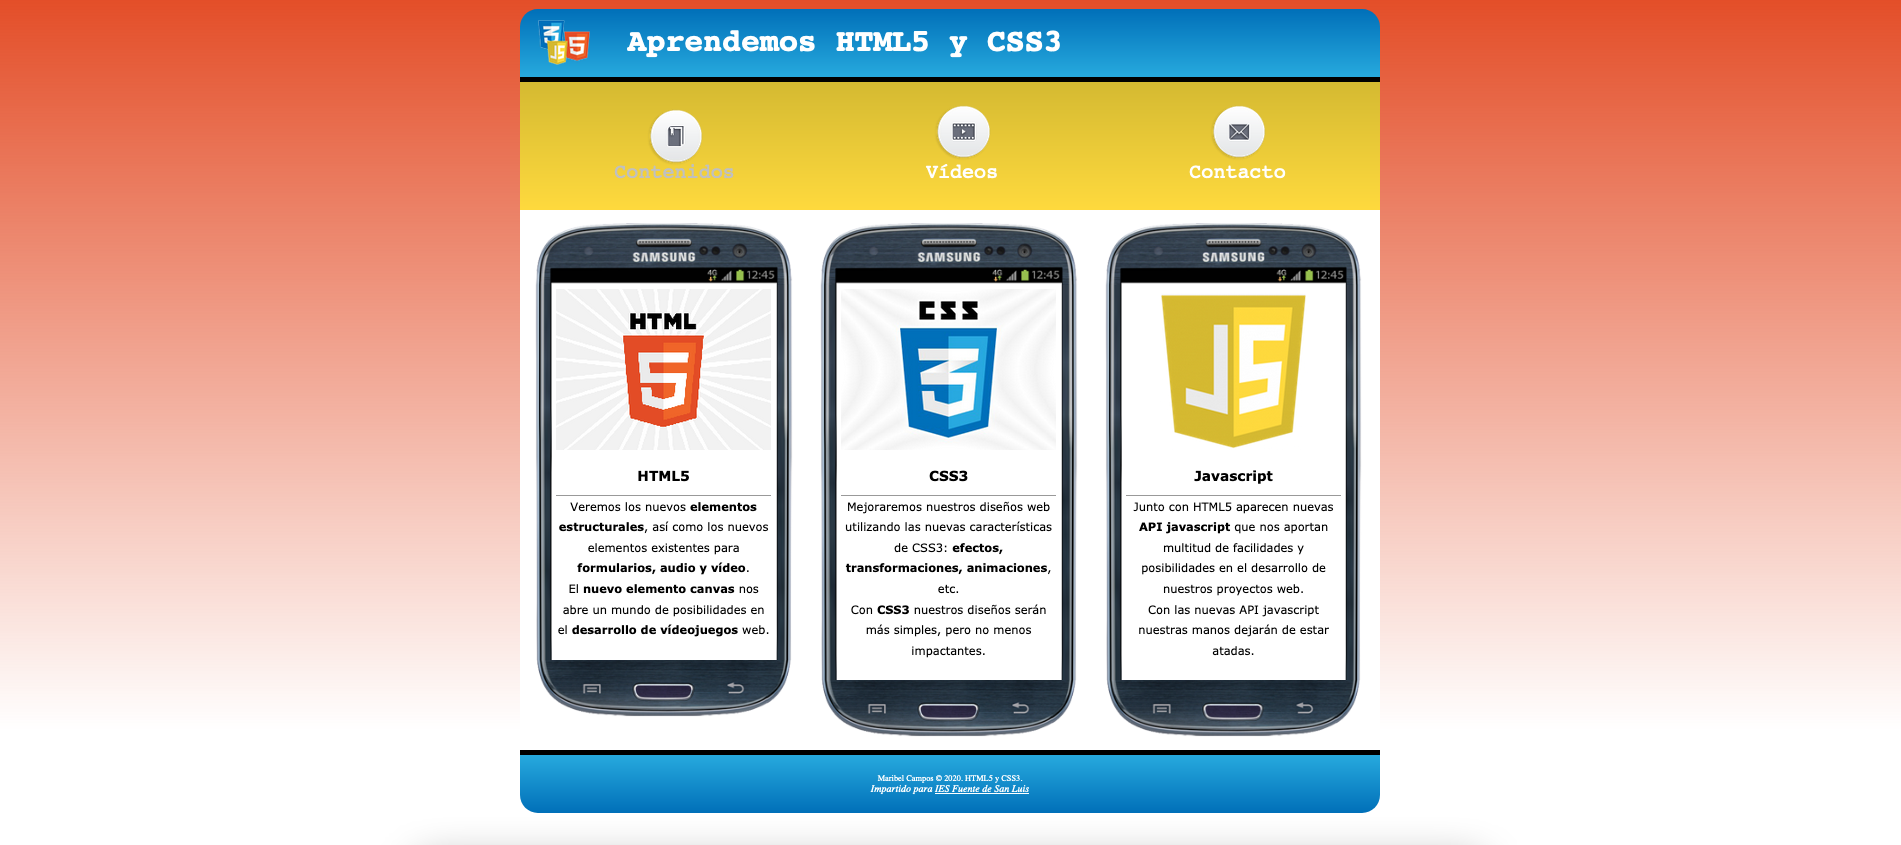 Aprendemos HTML5 y CSS3
Contenidos
Vídeos
Contacto
SAMSUNG
4G 12:45
HTML
5
HTML5
Veremos los nuevos elementos
estructurales, así como los nuevos
elementos existentes para
formularios, audio y vídeo.
El nuevo elemento canvas nos
abre un mundo de posibilidades en
el desarrollo de vídeojuegos web.
SAMSUNG
4G 12:45
CSS
3
CSS3
Mejoraremos nuestros diseños web
utilizando las nuevas características
de CSS3: efectos,
transformaciones, animaciones,
etc.
Con CSS3 nuestros diseños serán
más simples, pero no menos
impactantes.
SAMSUNG
4G 12:45
JS
Javascript
Junto con HTML5 aparecen nuevas
API javascript que nos aportan
multitud de facilidades y
posibilidades en el desarrollo de
nuestros proyectos web.
Con las nuevas API javascript
nuestras manos dejarán de estar
atadas.
Maribel Campos © 2020. HTML5 y CSS3.
Impartido para IES Fuente de San Luis